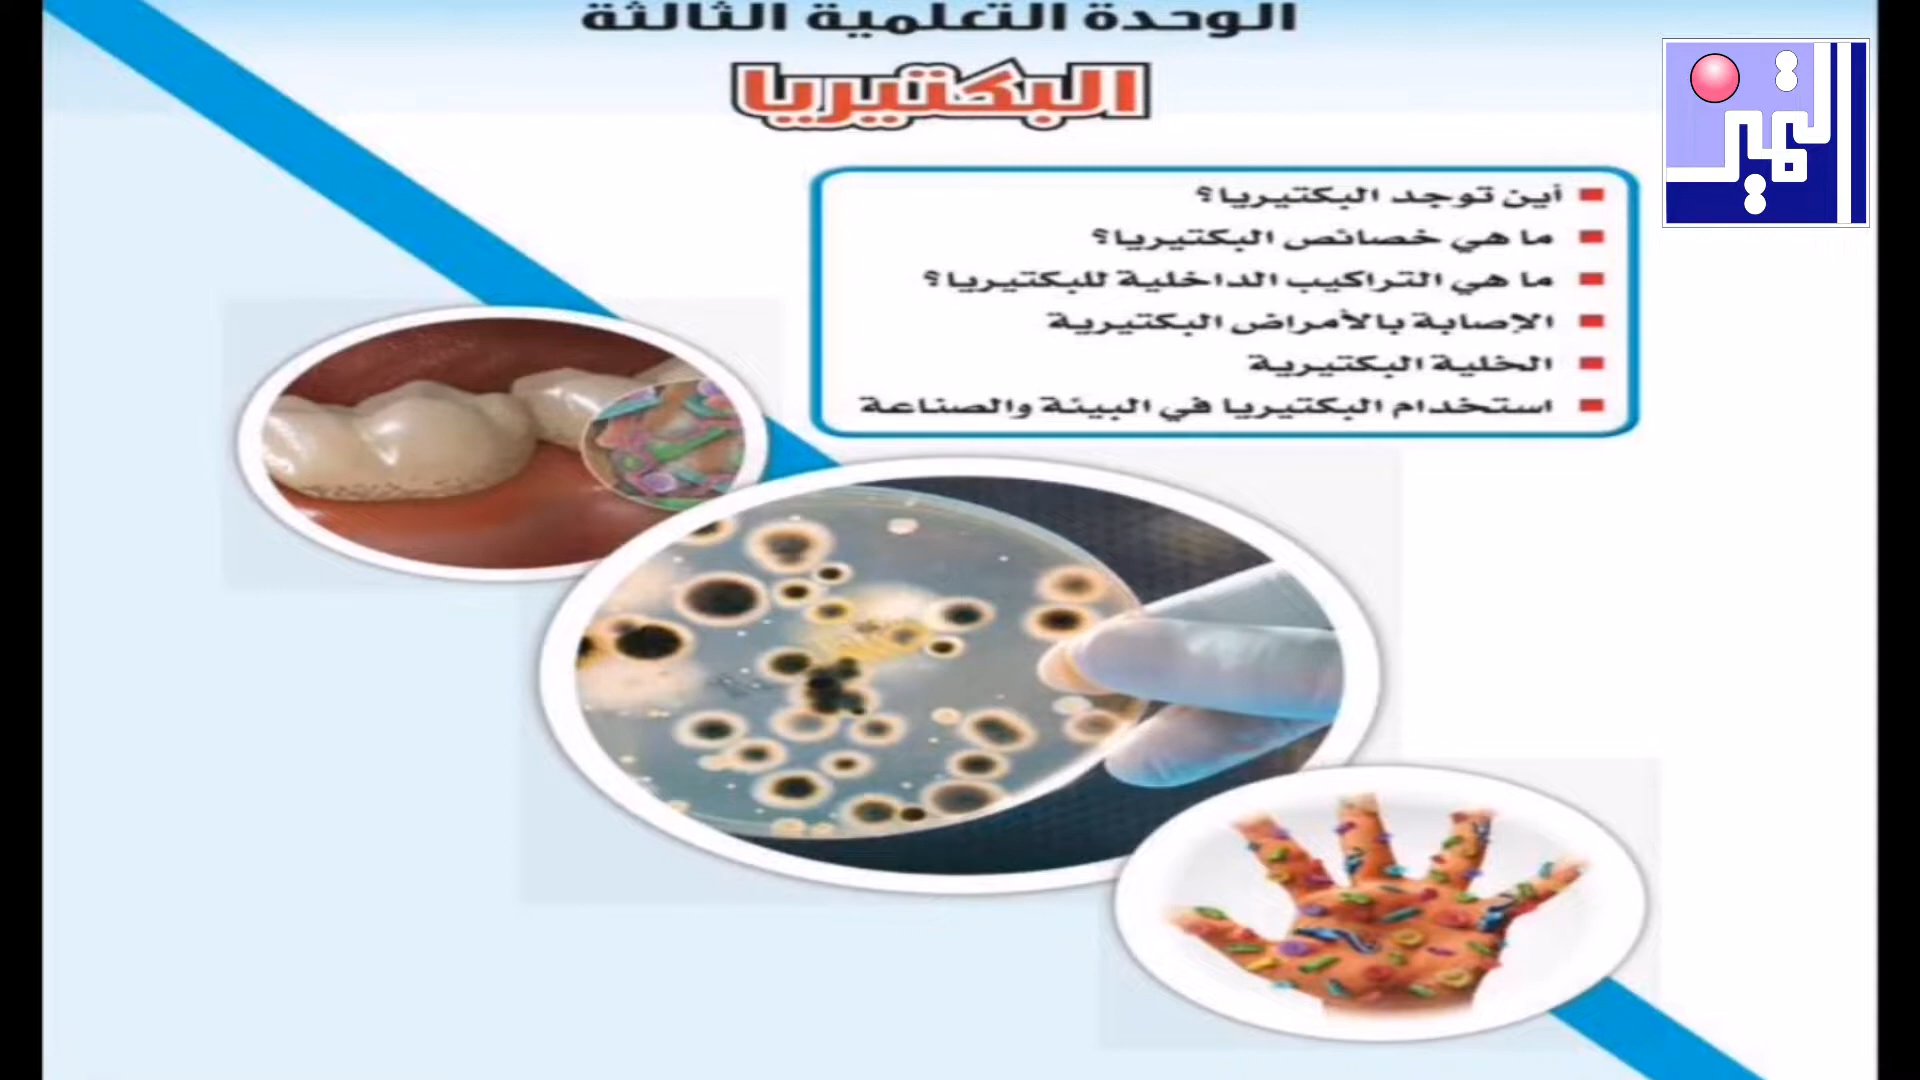 الوحدة التعلمية الثالثة
البكتيريا
أين توجد البكتيريا؟
ما هي خصائص البكتيريا؟
ما هي التراكيب الداخلية للبكتيريا؟
الإصابة بالأمراض البكتيرية
الخلية البكتيرية
استخدام البكتيريا في البيئة والصناعة